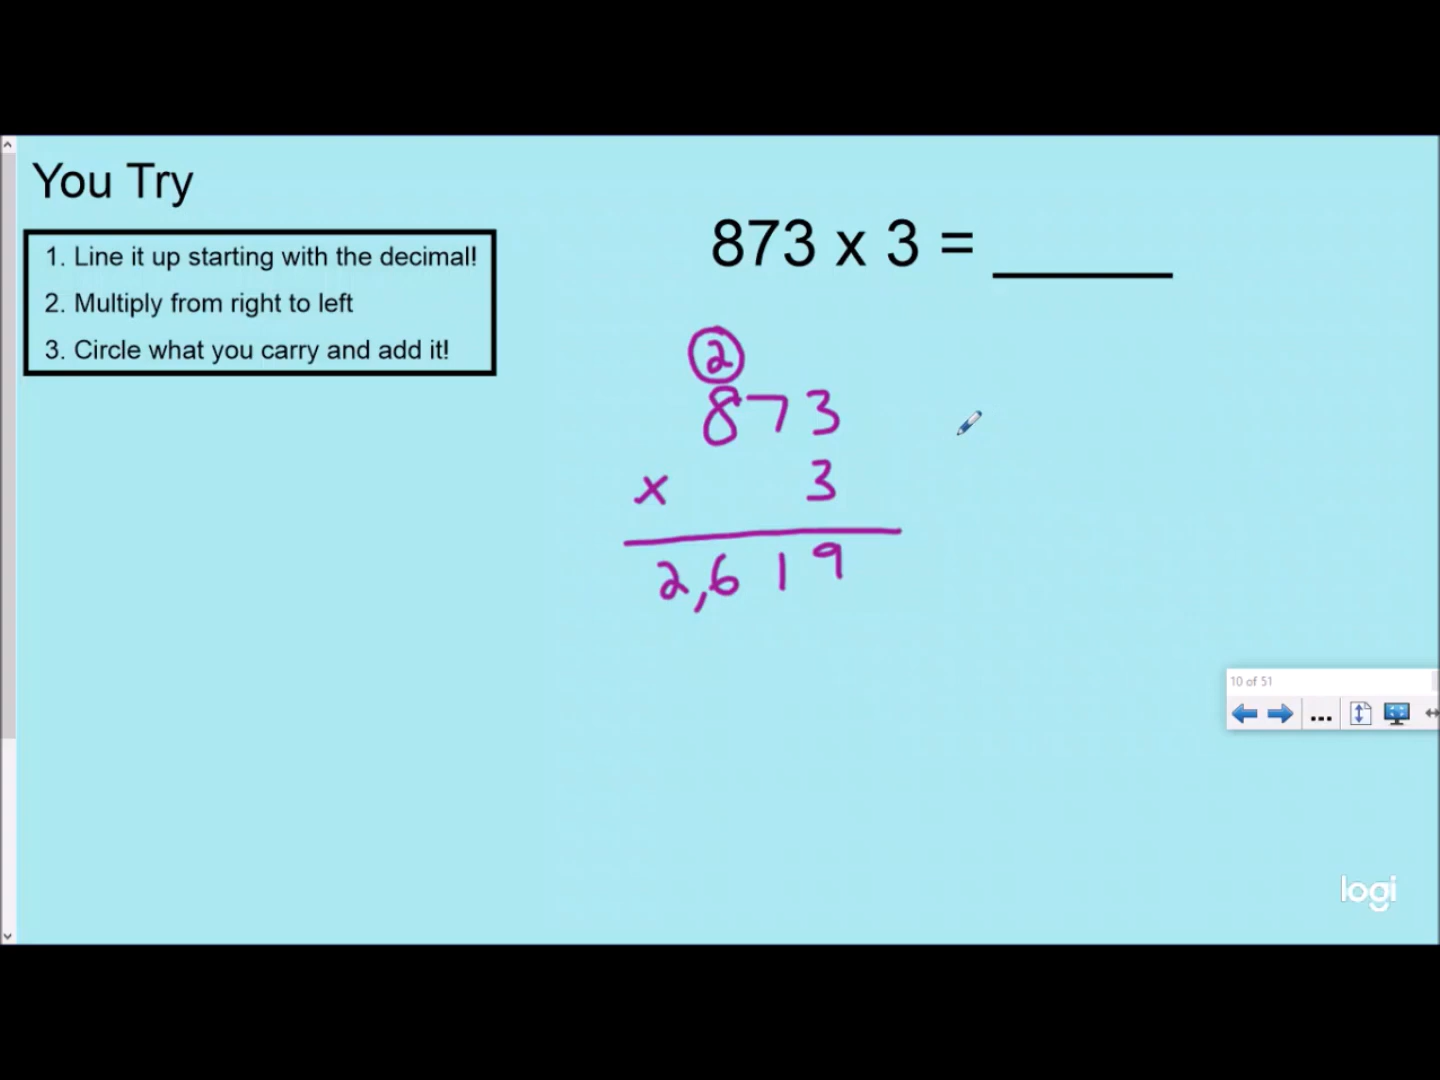 You Try
1. Line it up starting with the decimal!
2. Multiply from right to left
3. Circle what you carry and add it!
873 x 3 = ______
2
873
x 3
2,619
10 of 51
...
logi